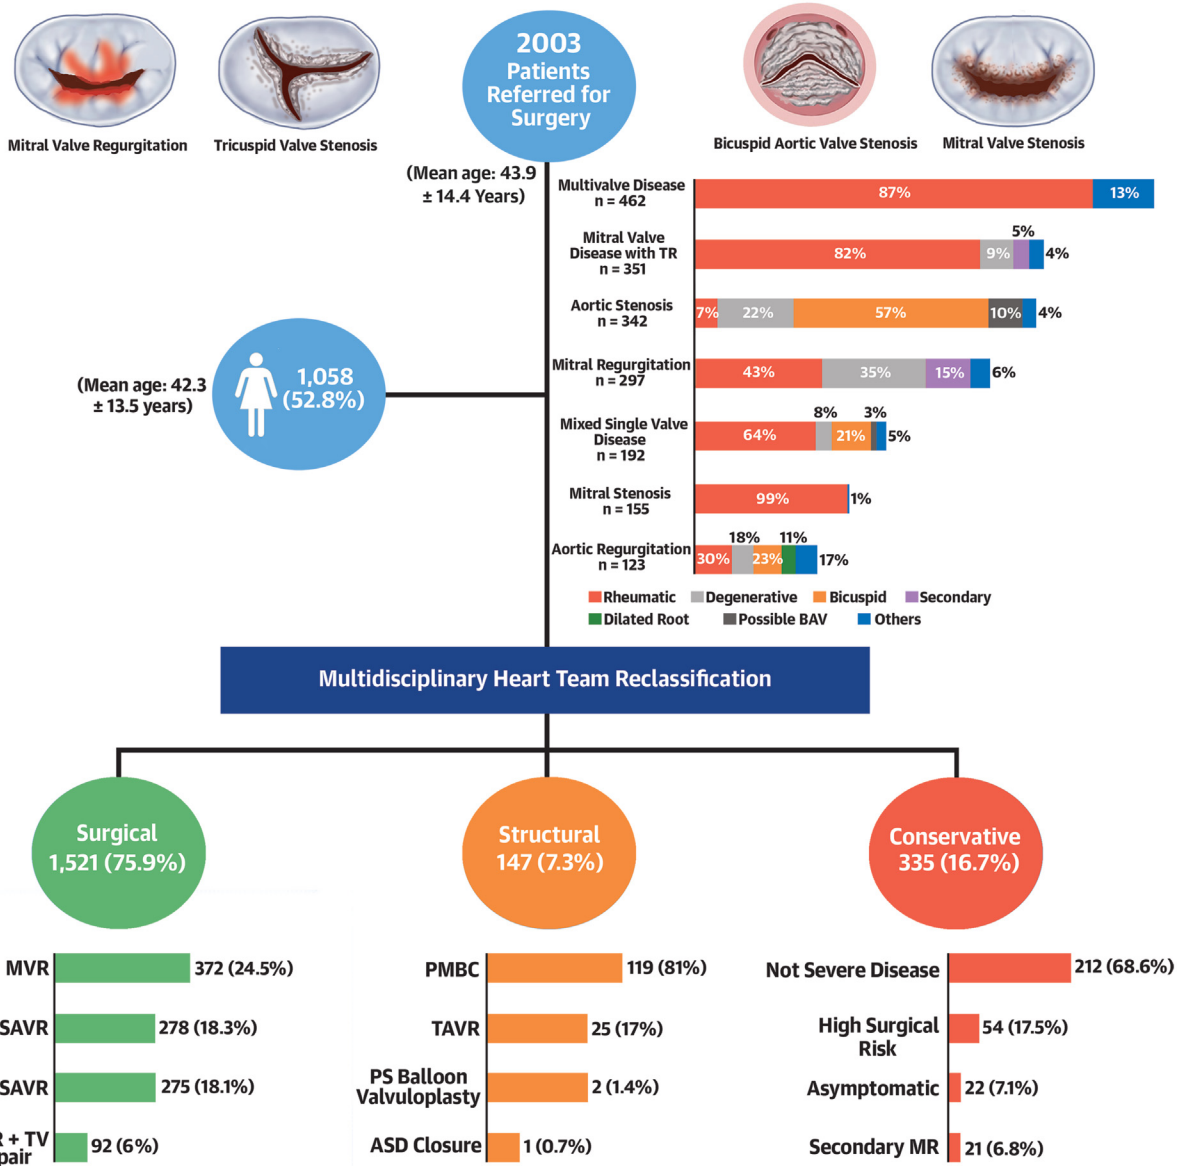 2003
Patients
Referred for
Surgery
Mitral Valve Regurgitation
Tricuspid Valve Stenosis
Bicuspid Aortic Valve Stenosis
Mitral Valve Stenosis
(Mean age: 43.9
± 14.4 Years)
Multivalve Disease
n = 462
87%
13%
Mitral Valve
Disease with TR
n = 351
82%
9%
5%
4%
Aortic Stenosis
n = 342
7%
22%
57%
10%
4%
(Mean age: 42.3
± 13.5 years)
1,058
(52.8%)
Mitral Regurgitation
n = 297
43%
35%
15%
6%
Mixed Single Valve
Disease
n = 192
64%
8%
21%
3%
5%
Mitral Stenosis
n = 155
99%
1%
Aortic Regurgitation
n = 123
30%
18%
23%
11%
17%
Rheumatic
Degenerative
Bicuspid
Secondary
Dilated Root
Possible BAV
Others
Multidisciplinary Heart Team Reclassification
Surgical
1,521 (75.9%)
Structural
147 (7.3%)
Conservative
335 (16.7%)
MVR
372 (24.5%)
SAVR
278 (18.3%)
SAVR
275 (18.1%)
R + TV
pair
92 (6%)
PMBC
119 (81%)
TAVR
25 (17%)
PS Balloon
Valvuloplasty
2 (1.4%)
ASD Closure
1 (0.7%)
Not Severe Disease
212 (68.6%)
High Surgical
Risk
54 (17.5%)
Asymptomatic
22 (7.1%)
Secondary MR
21 (6.8%)